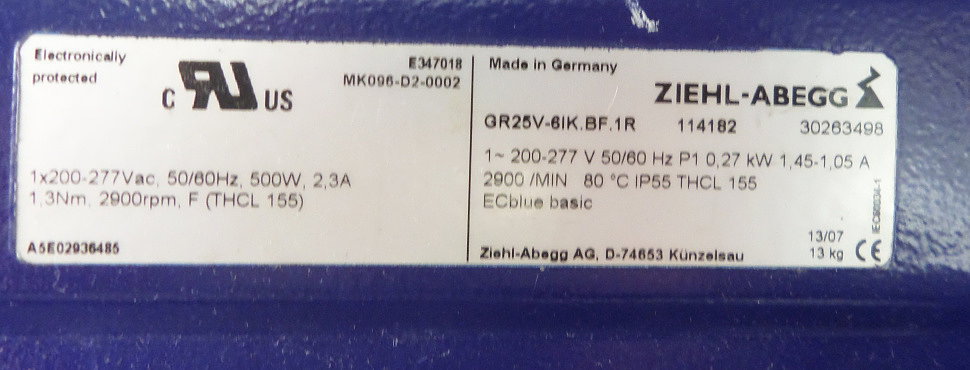 Electronically
protected
E347018
MK096-D2-0002
C US
1x200-277Vac, 50/60Hz, 500W, 2,3A
1,3Nm, 2900rpm, F (THCL 155)
A5E02936485
Made in Germany
ZIEHL-ABEGG
GR25V-6IK.BF.1R 114182 30263498
1~ 200-277 V 50/60 Hz P1 0,27 kW 1,45-1,05 A
2900 /MIN 80 °C IP55 THCL 155
ECblue basic
IEC60034-1
13/07
Ziehl-Abegg AG, D-74653 Künzelsau 13 kg CE